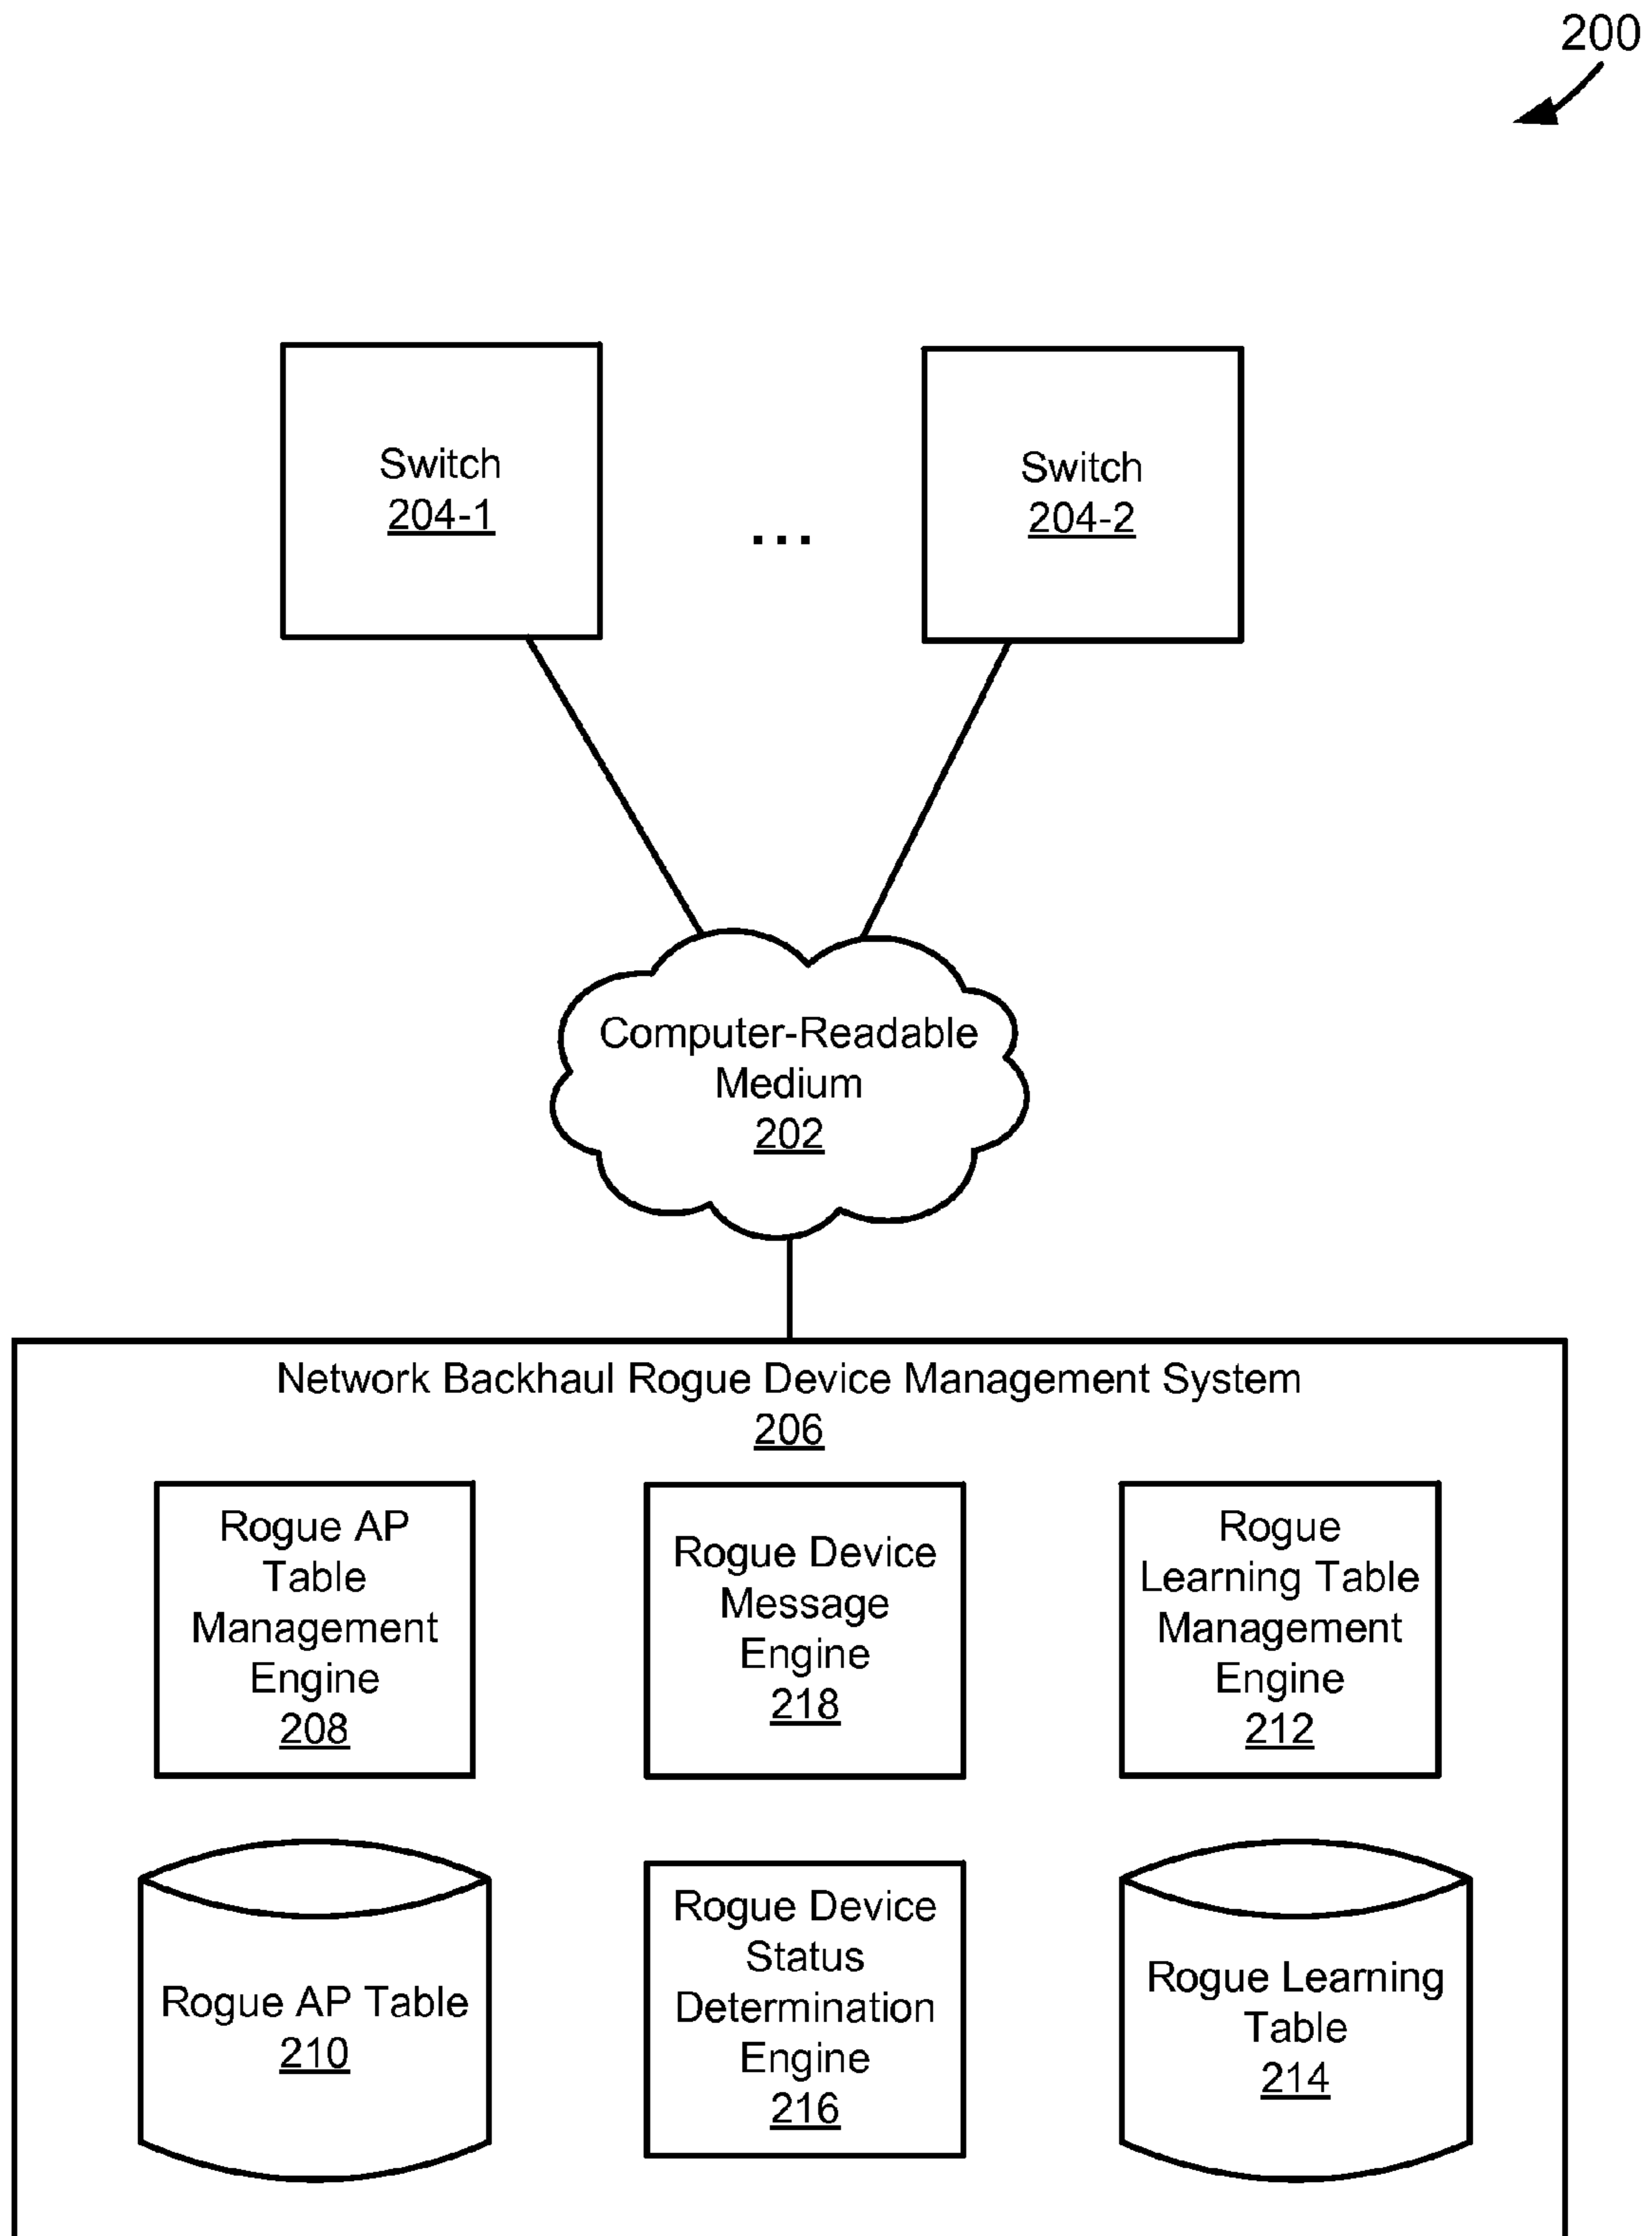 200
Switch
204-1
...
Switch
204-2
Computer-Readable
Medium
202
Network Backhaul Rogue Device Management System
206
Rogue AP
Table
Management
Engine
208
Rogue Device
Message
Engine
218
Rogue
Learning Table
Management
Engine
212
Rogue AP Table
210
Rogue Device
Status
Determination
Engine
216
Rogue Learning
Table
214